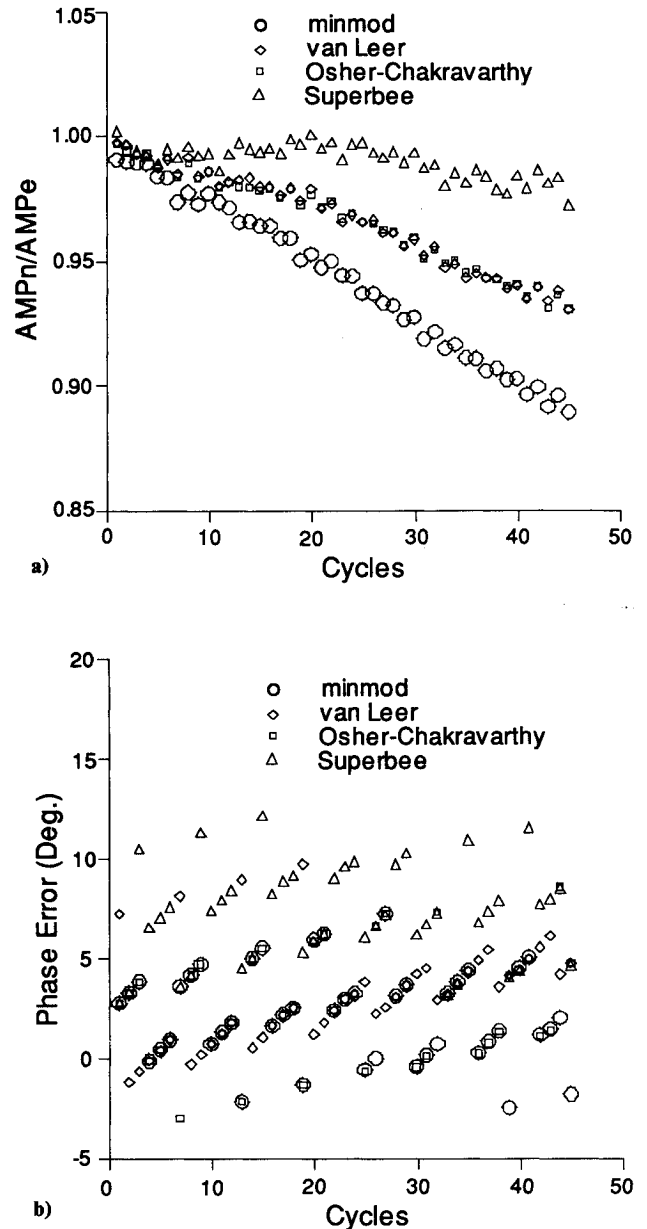 1.05
minmod
van Leer
Osher-Chakravarthy
Superbee
1.00
0.95
0.90
0.85
AMPn/AMPe
0 10 20 30 40 50
Cycles
a)
20
minmod
van Leer
Osher-Chakravarthy
Superbee
15
10
5
0
-5
Phase Error (Deg.)
0 10 20 30 40 50
Cycles
b)